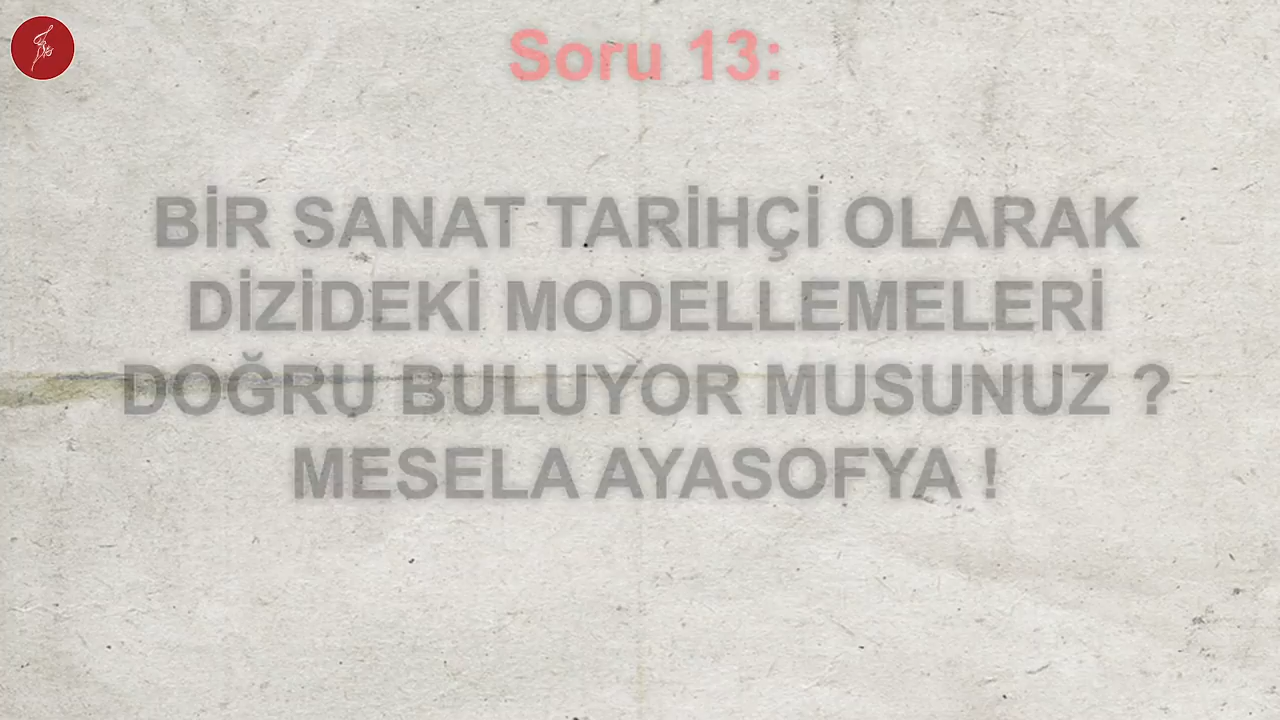 Soru 13:
BİR SANAT TARİHÇİ OLARAK
DİZİDEKİ MODELLEMELERİ
DOĞRU BULUYOR MUSUNUZ ?
MESELA AYASOFYA !